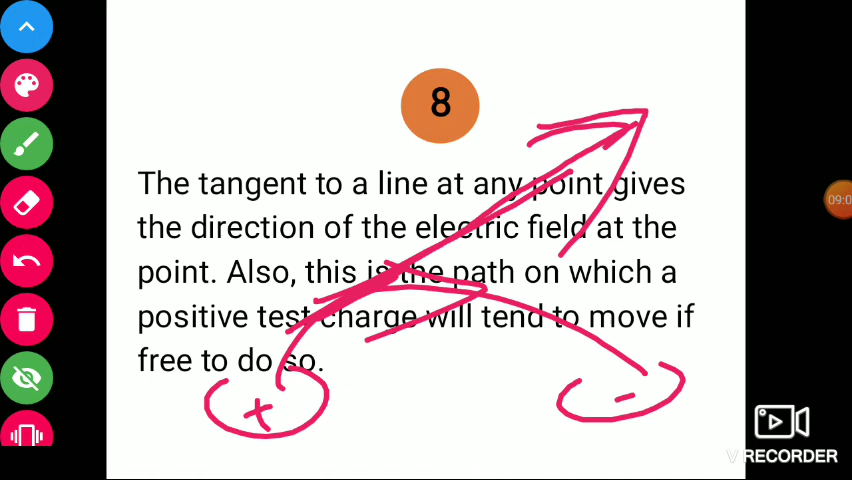 8
The tangent to a line at any point gives
the direction of the electric field at the
point. Also, this is the path on which a
positive test charge will tend to move if
free to do so.
+
-
09:0
V RECORDER